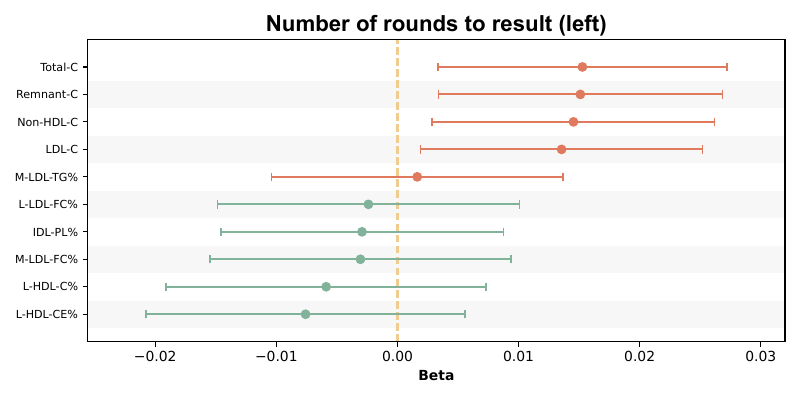 Number of rounds to result (left)
Total-C
Remnant-C
Non-HDL-C
LDL-C
M-LDL-TG%
L-LDL-FC%
IDL-PL%
M-LDL-FC%
L-HDL-C%
L-HDL-CE%
−0.02 −0.01 0.00 0.01 0.02 0.03
Beta